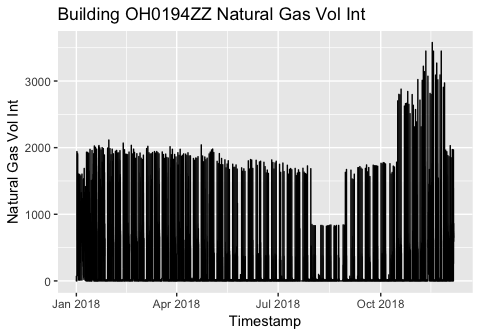 Building OH0194ZZ Natural Gas Vol Int
Natural Gas Vol Int
3000
2000
1000
0
Jan 2018
Apr 2018
Jul 2018
Oct 2018
Timestamp